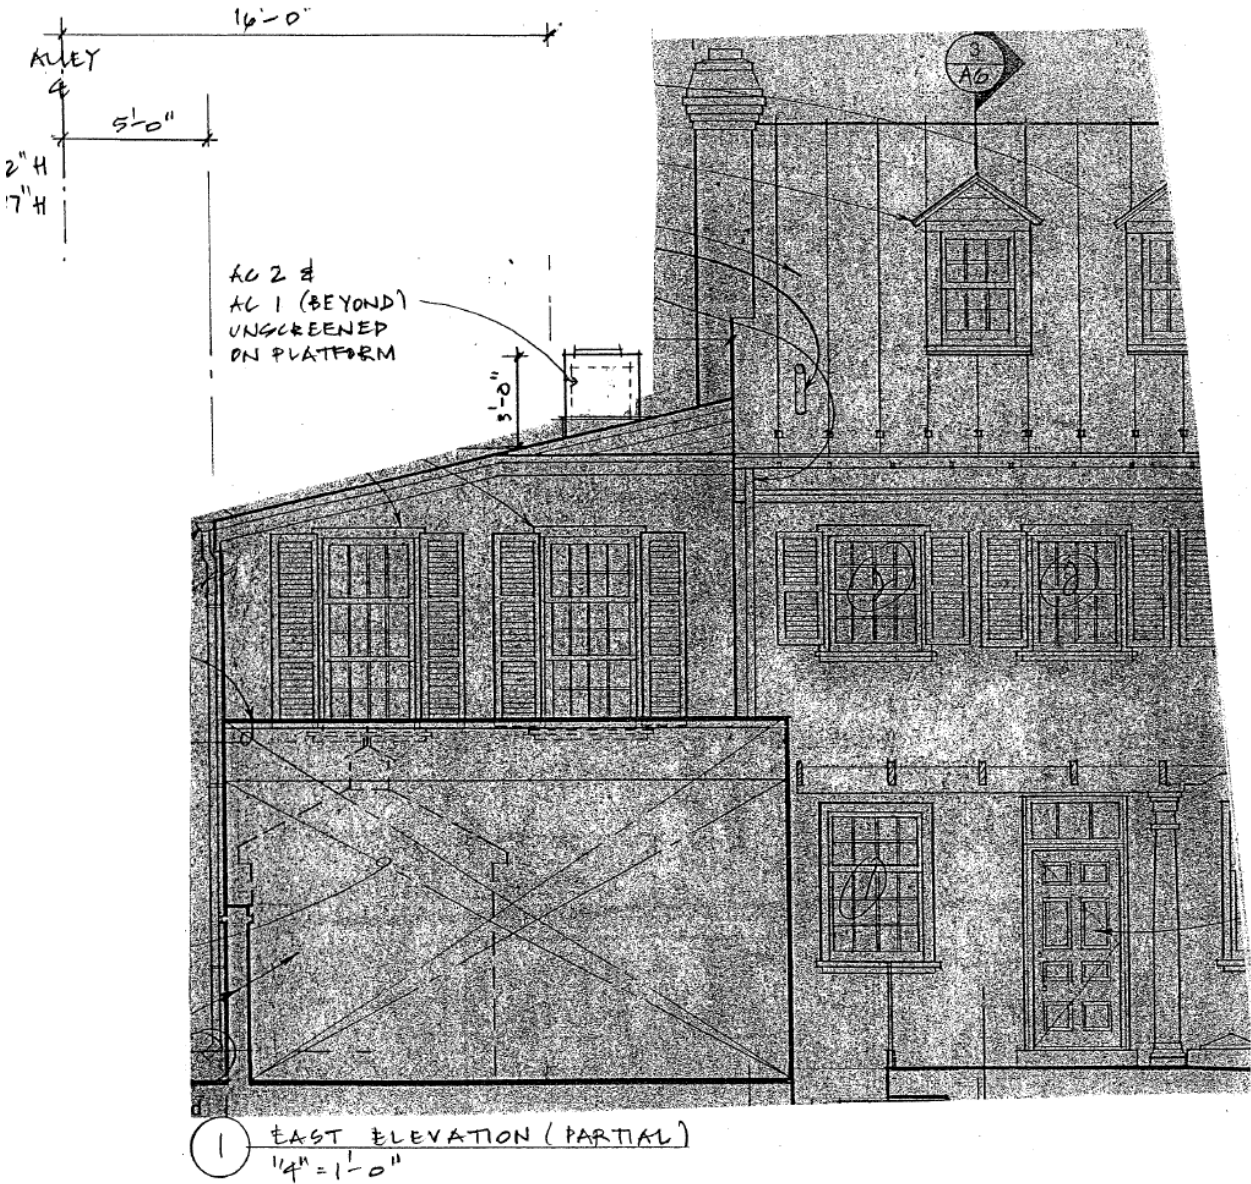 16'-0"
ALLEY
℄
5'-0"
2" H
7" H
3
A6
AC 2 &
AC 1 (BEYOND)
UNSCREENED
ON PLATFORM
3'-0"
1
EAST ELEVATION (PARTIAL)
1/4" = 1'-0"